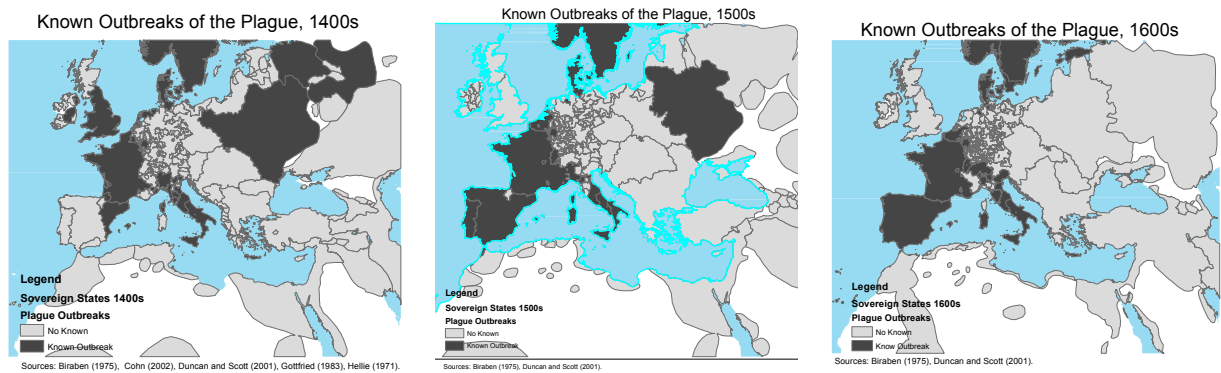 Known Outbreaks of the Plague, 1400s
Legend
Sovereign States 1400s
Plague Outbreaks
No Known
Known Outbreak
Sources: Biraben (1975), Cohn (2002), Duncan and Scott (2001), Gottfried (1983), Hellie (1971).
Known Outbreaks of the Plague, 1500s
Legend
Sovereign States 1500s
Plague Outbreaks
No Known
Known Outbreak
Sources: Biraben (1975), Duncan and Scott (2001).
Known Outbreaks of the Plague, 1600s
Legend
Sovereign States 1600s
Plague Outbreaks
No Known
Know Outbreak
Sources: Biraben (1975), Duncan and Scott (2001).